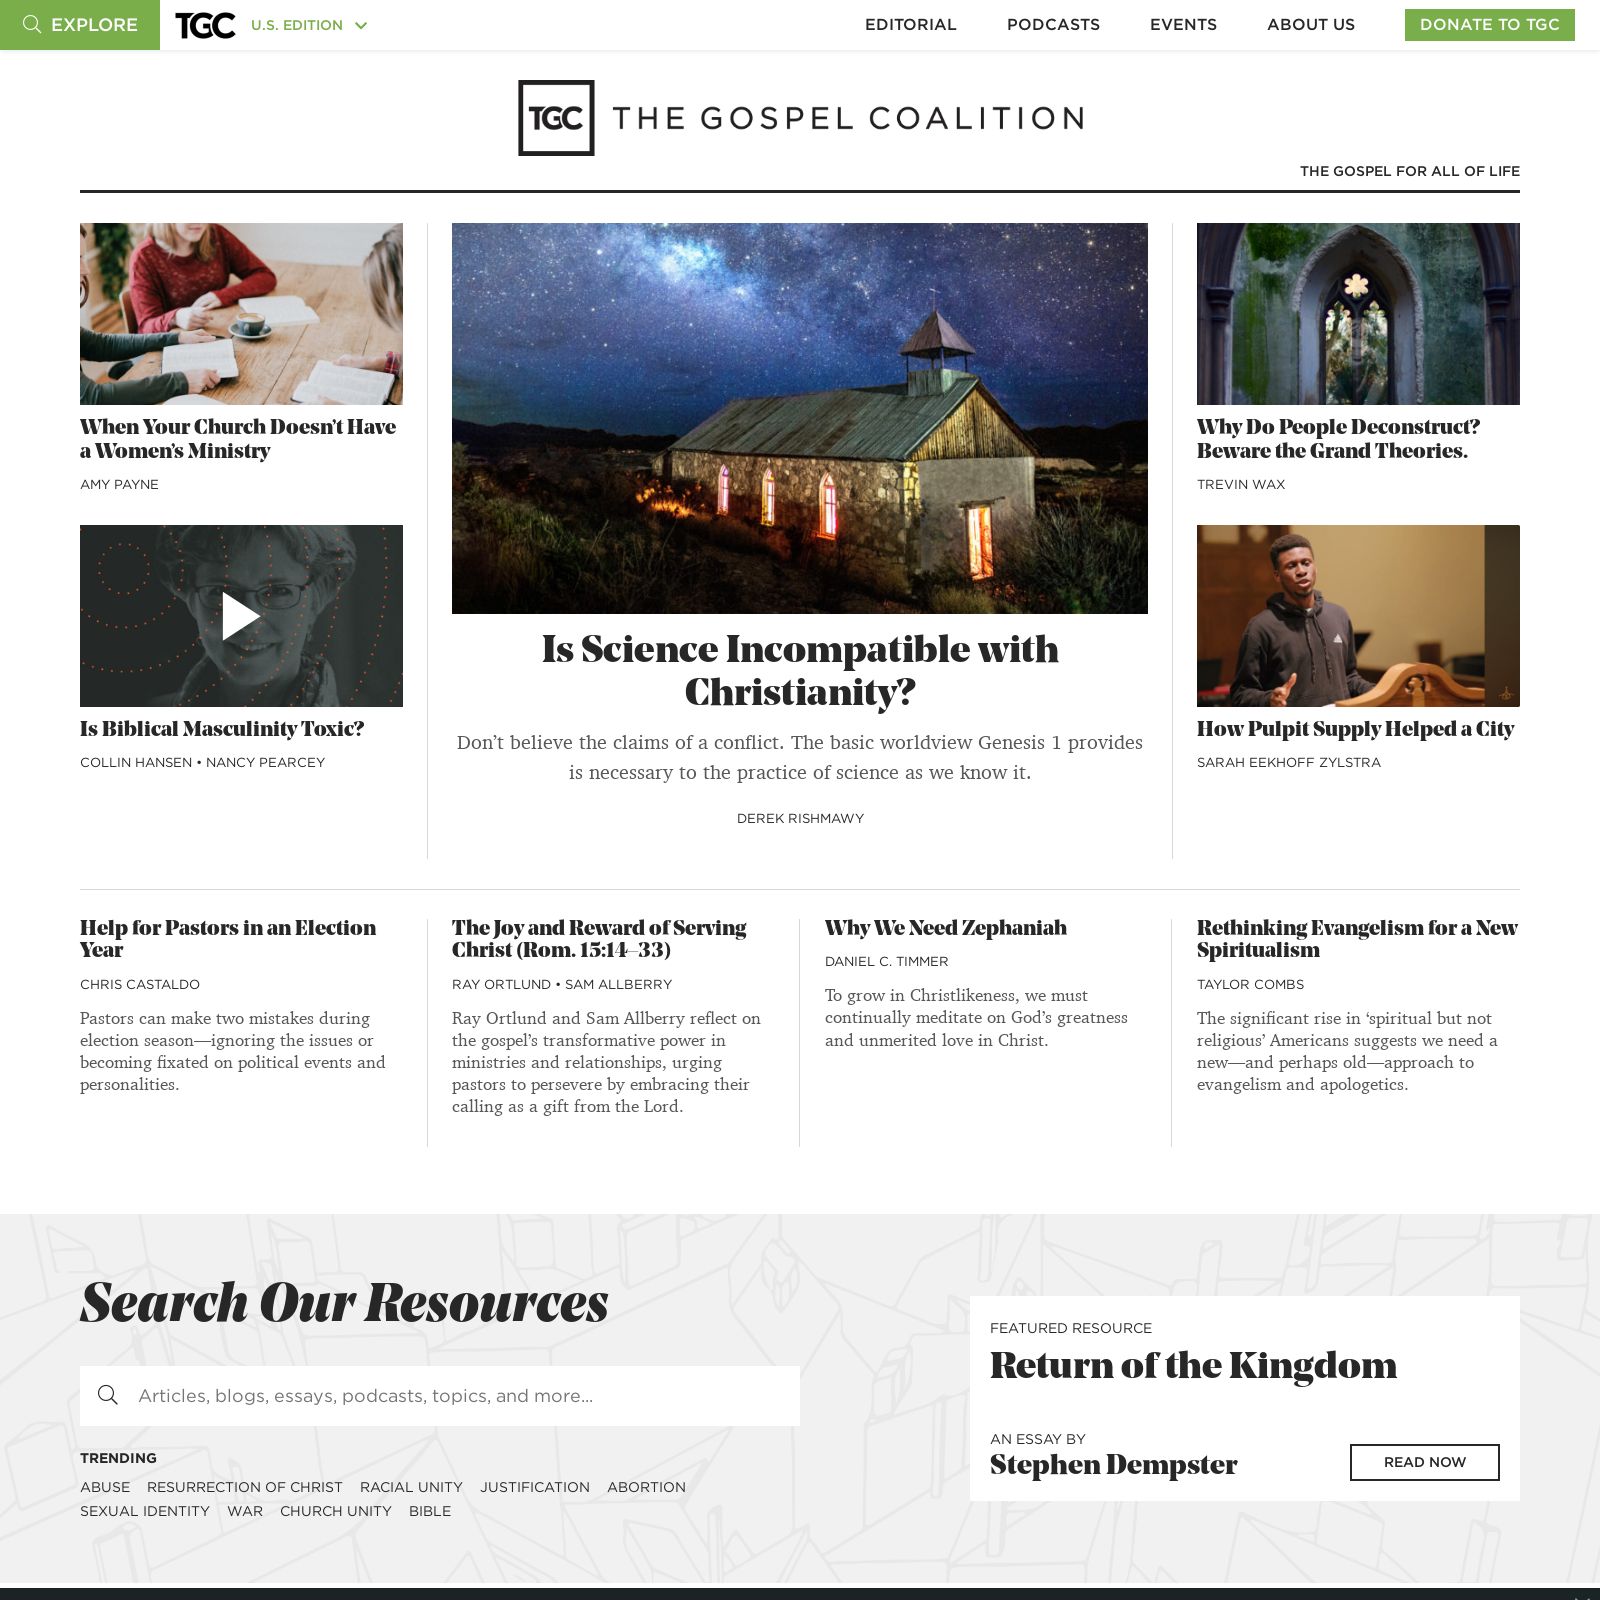 EXPLORE
TGC
U.S. EDITION
EDITORIAL
PODCASTS
EVENTS
ABOUT US
DONATE TO TGC
TGC THE GOSPEL COALITION
THE GOSPEL FOR ALL OF LIFE
When Your Church Doesn’t Have
a Women’s Ministry
AMY PAYNE
Is Biblical Masculinity Toxic?
COLLIN HANSEN • NANCY PEARCEY
Is Science Incompatible with
Christianity?
Don’t believe the claims of a conflict. The basic worldview Genesis 1 provides
is necessary to the practice of science as we know it.
DEREK RISHMAWY
Why Do People Deconstruct?
Beware the Grand Theories.
TREVIN WAX
How Pulpit Supply Helped a City
SARAH EEKHOFF ZYLSTRA
Help for Pastors in an Election
Year
CHRIS CASTALDO
Pastors can make two mistakes during
election season—ignoring the issues or
becoming fixated on political events and
personalities.
The Joy and Reward of Serving
Christ (Rom. 15:14–33)
RAY ORTLUND • SAM ALLBERRY
Ray Ortlund and Sam Allberry reflect on
the gospel’s transformative power in
ministries and relationships, urging
pastors to persevere by embracing their
calling as a gift from the Lord.
Why We Need Zephaniah
DANIEL C. TIMMER
To grow in Christlikeness, we must
continually meditate on God’s greatness
and unmerited love in Christ.
Rethinking Evangelism for a New
Spiritualism
TAYLOR COMBS
The significant rise in ‘spiritual but not
religious’ Americans suggests we need a
new—and perhaps old—approach to
evangelism and apologetics.
Search Our Resources
Articles, blogs, essays, podcasts, topics, and more...
TRENDING
ABUSE RESURRECTION OF CHRIST RACIAL UNITY JUSTIFICATION ABORTION
SEXUAL IDENTITY WAR CHURCH UNITY BIBLE
FEATURED RESOURCE
Return of the Kingdom
AN ESSAY BY
Stephen Dempster
READ NOW